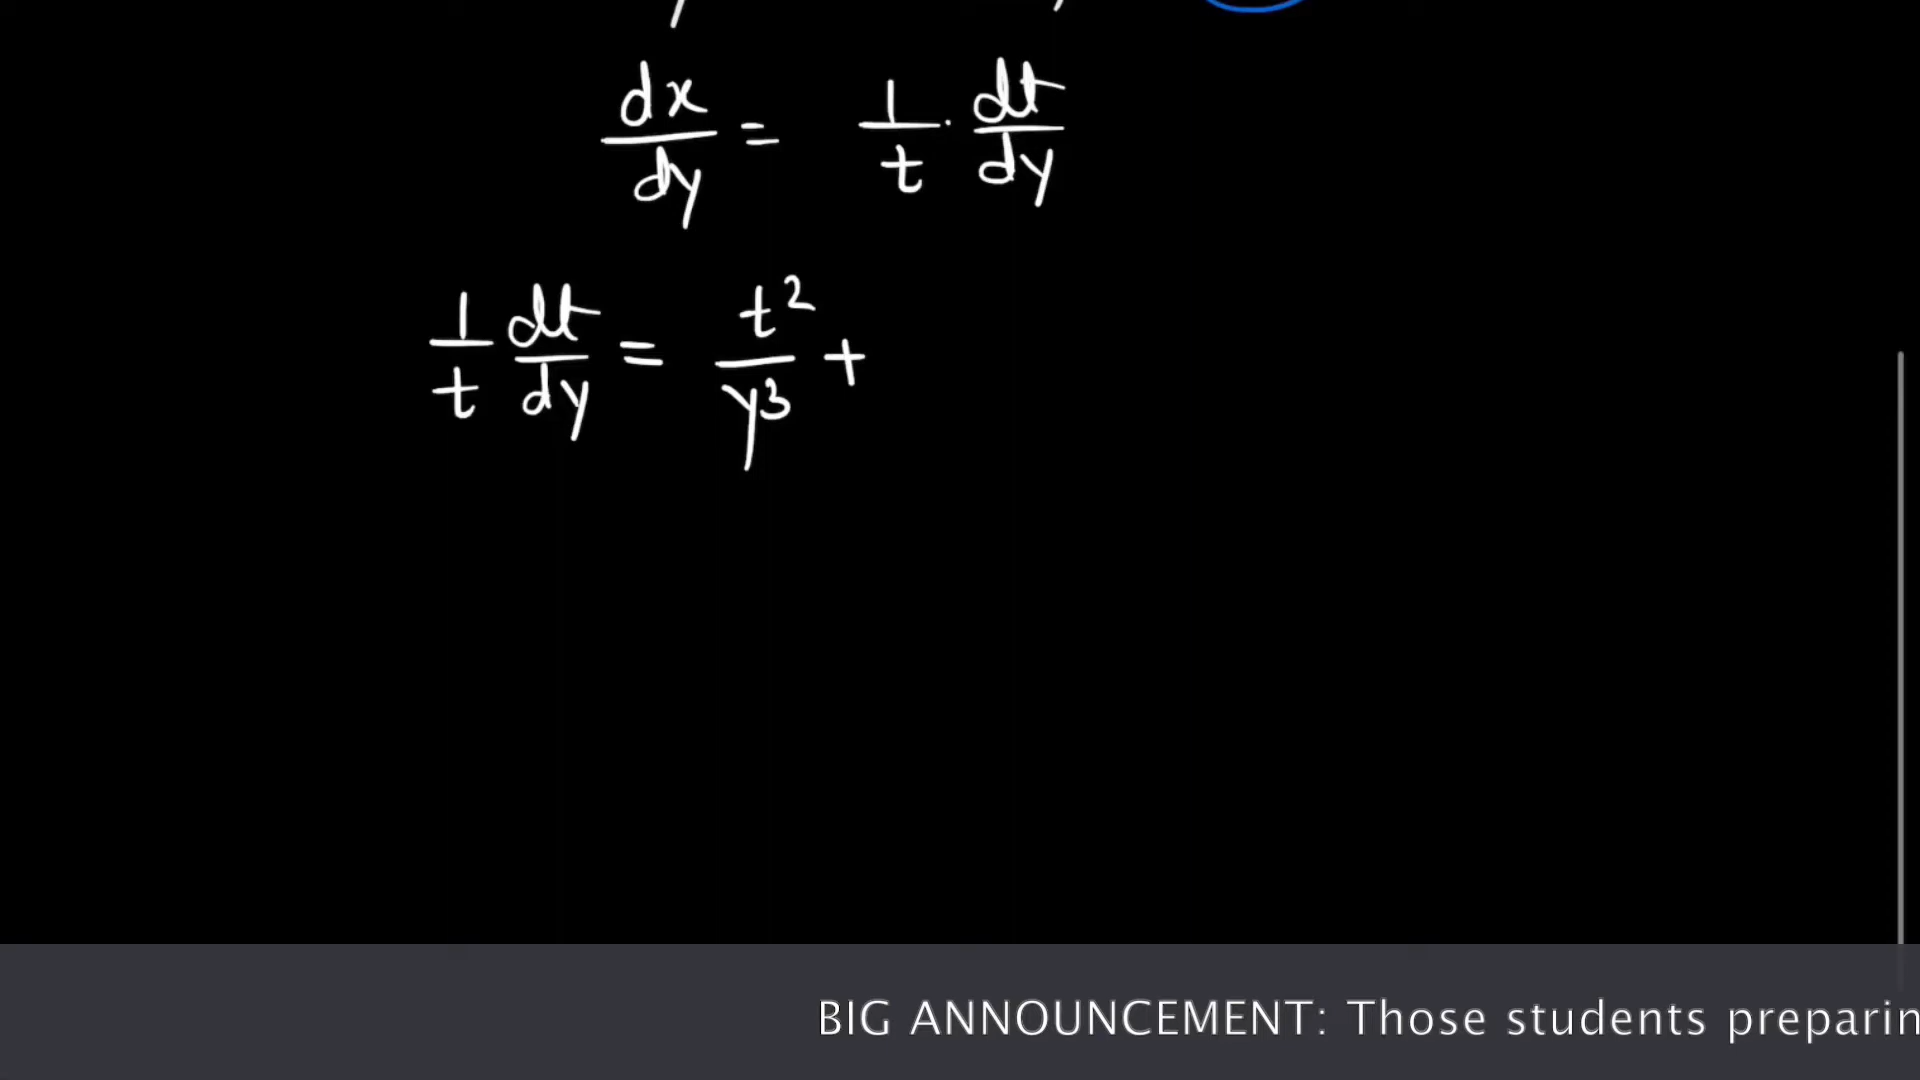 dx/dy = 1/t · dt/dy
1/t dt/dy = t²/y³ +
BIG ANNOUNCEMENT: Those students preparin